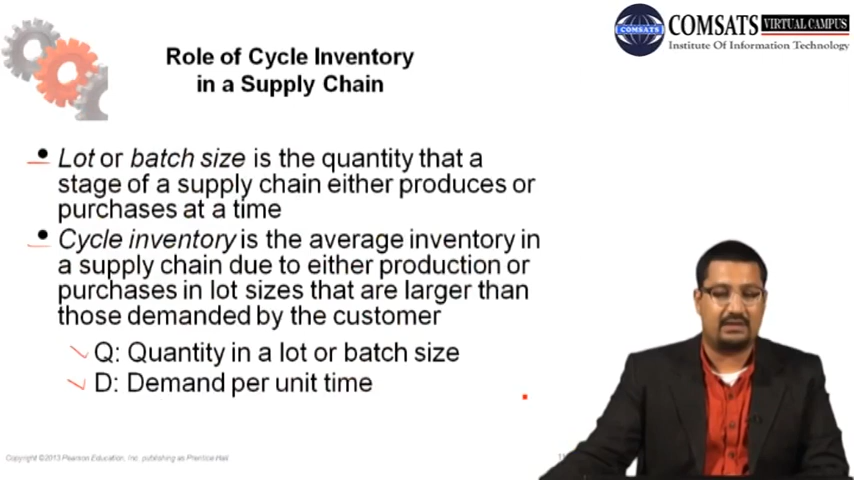 COMSATS VIRTUAL CAMPUS
COMSATS
Institute Of Information Technology
Role of Cycle Inventory
in a Supply Chain
• Lot or batch size is the quantity that a
stage of a supply chain either produces or
purchases at a time
• Cycle inventory is the average inventory in
a supply chain due to either production or
purchases in lot sizes that are larger than
those demanded by the customer
Q: Quantity in a lot or batch size
D: Demand per unit time
Copyright ©2013 Pearson Education, Inc. publishing as Prentice Hall